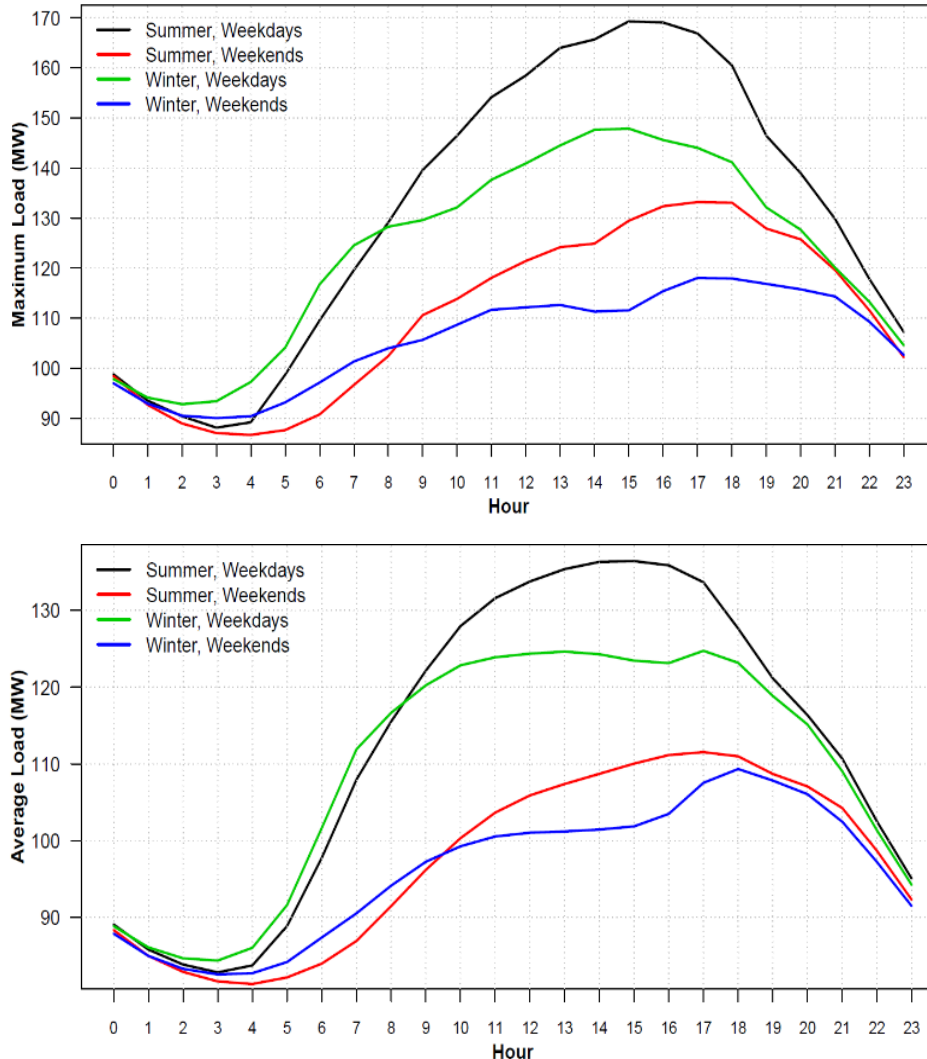 Maximum Load (MW)
170
160
150
140
130
120
110
100
90
Summer, Weekdays
Summer, Weekends
Winter, Weekdays
Winter, Weekends
0 1 2 3 4 5 6 7 8 9 10 11 12 13 14 15 16 17 18 19 20 21 22 23
Hour
Average Load (MW)
130
120
110
100
90
Summer, Weekdays
Summer, Weekends
Winter, Weekdays
Winter, Weekends
0 1 2 3 4 5 6 7 8 9 10 11 12 13 14 15 16 17 18 19 20 21 22 23
Hour